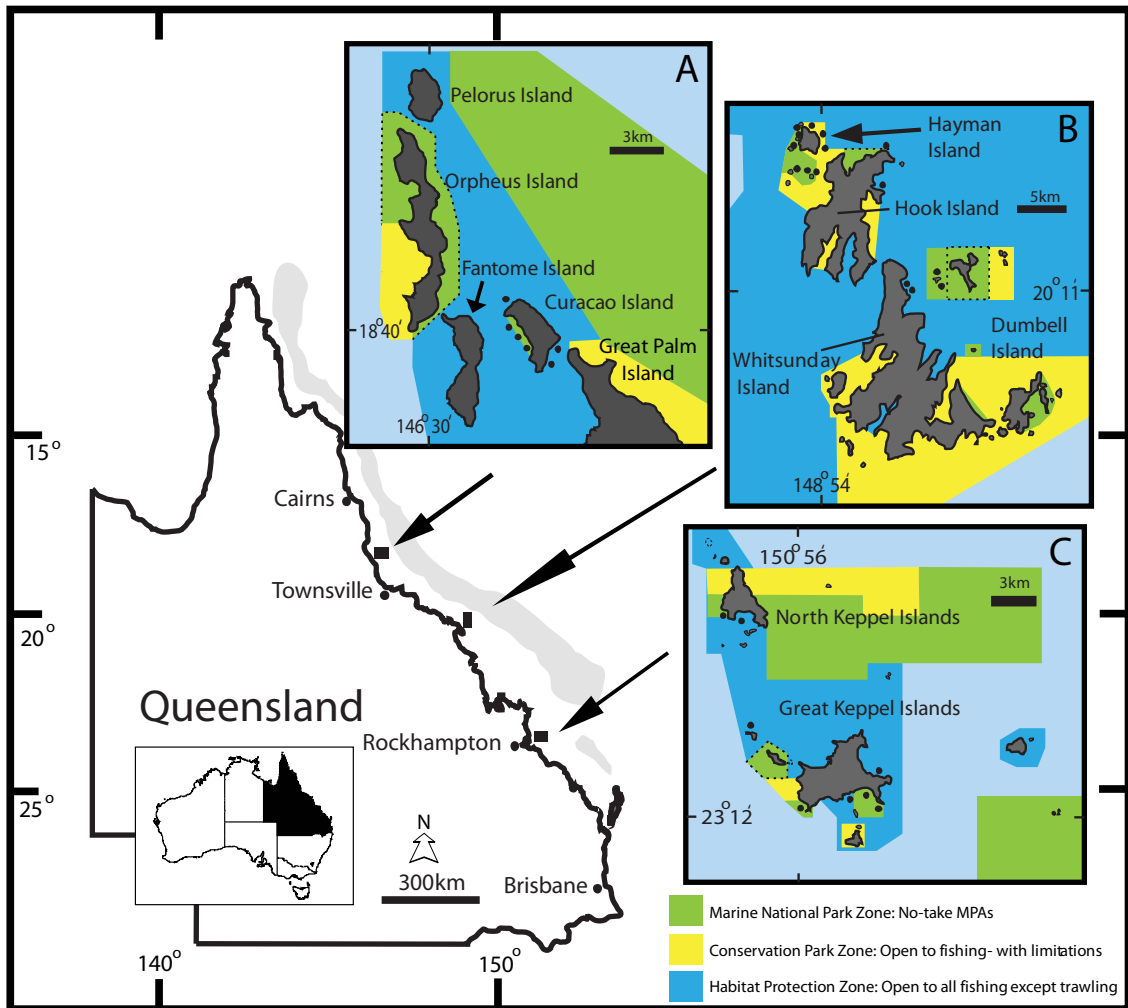 A
Pelorus Island
3km
Orpheus Island
Fantome Island
Curacao Island
18°40'
Great Palm
Island
146°30'
B
Hayman
Island
Hook Island
5km
20°11'
Dumbell
Island
Whitsunday
Island
148°54'
C
150°56'
3km
North Keppel Islands
Great Keppel Islands
23°12'
15°
20°
25°
Cairns
Townsville
Queensland
Rockhampton
N
300km
Brisbane
140°
150°
Marine National Park Zone: No-take MPAs
Conservation Park Zone: Open to fishing- with limitations
Habitat Protection Zone: Open to all fishing except trawling